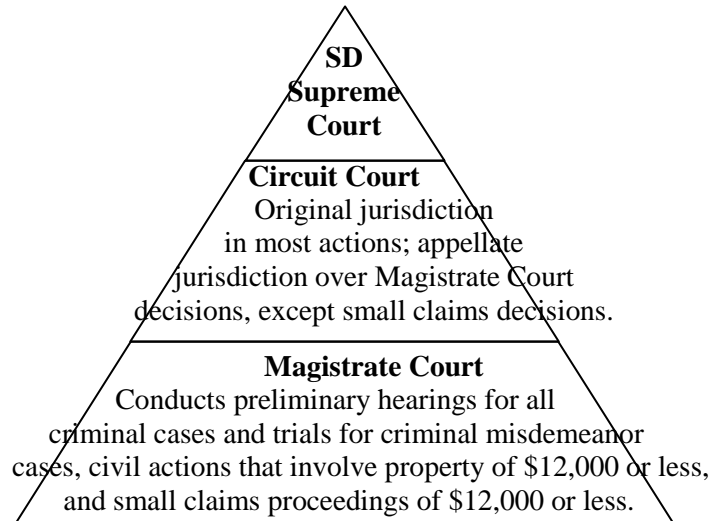 SD
Supreme
Court
Circuit Court
Original jurisdiction
in most actions; appellate
jurisdiction over Magistrate Court
decisions, except small claims decisions.
Magistrate Court
Conducts preliminary hearings for all
criminal cases and trials for criminal misdemeanor
cases, civil actions that involve property of $12,000 or less,
and small claims proceedings of $12,000 or less.